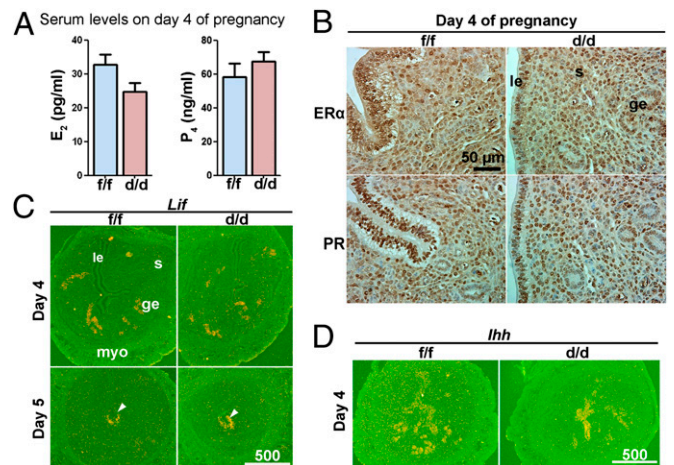 A
Serum levels on day 4 of pregnancy
E2 (pg/ml)
40
30
20
10
0
f/f
d/d
P4 (ng/ml)
80
60
40
20
0
f/f
d/d
B
Day 4 of pregnancy
f/f
d/d
ERα
le
s
ge
50 µm
PR
C
Lif
f/f
d/d
Day 4
le
s
ge
myo
Day 5
500
D
Ihh
f/f
d/d
Day 4
500